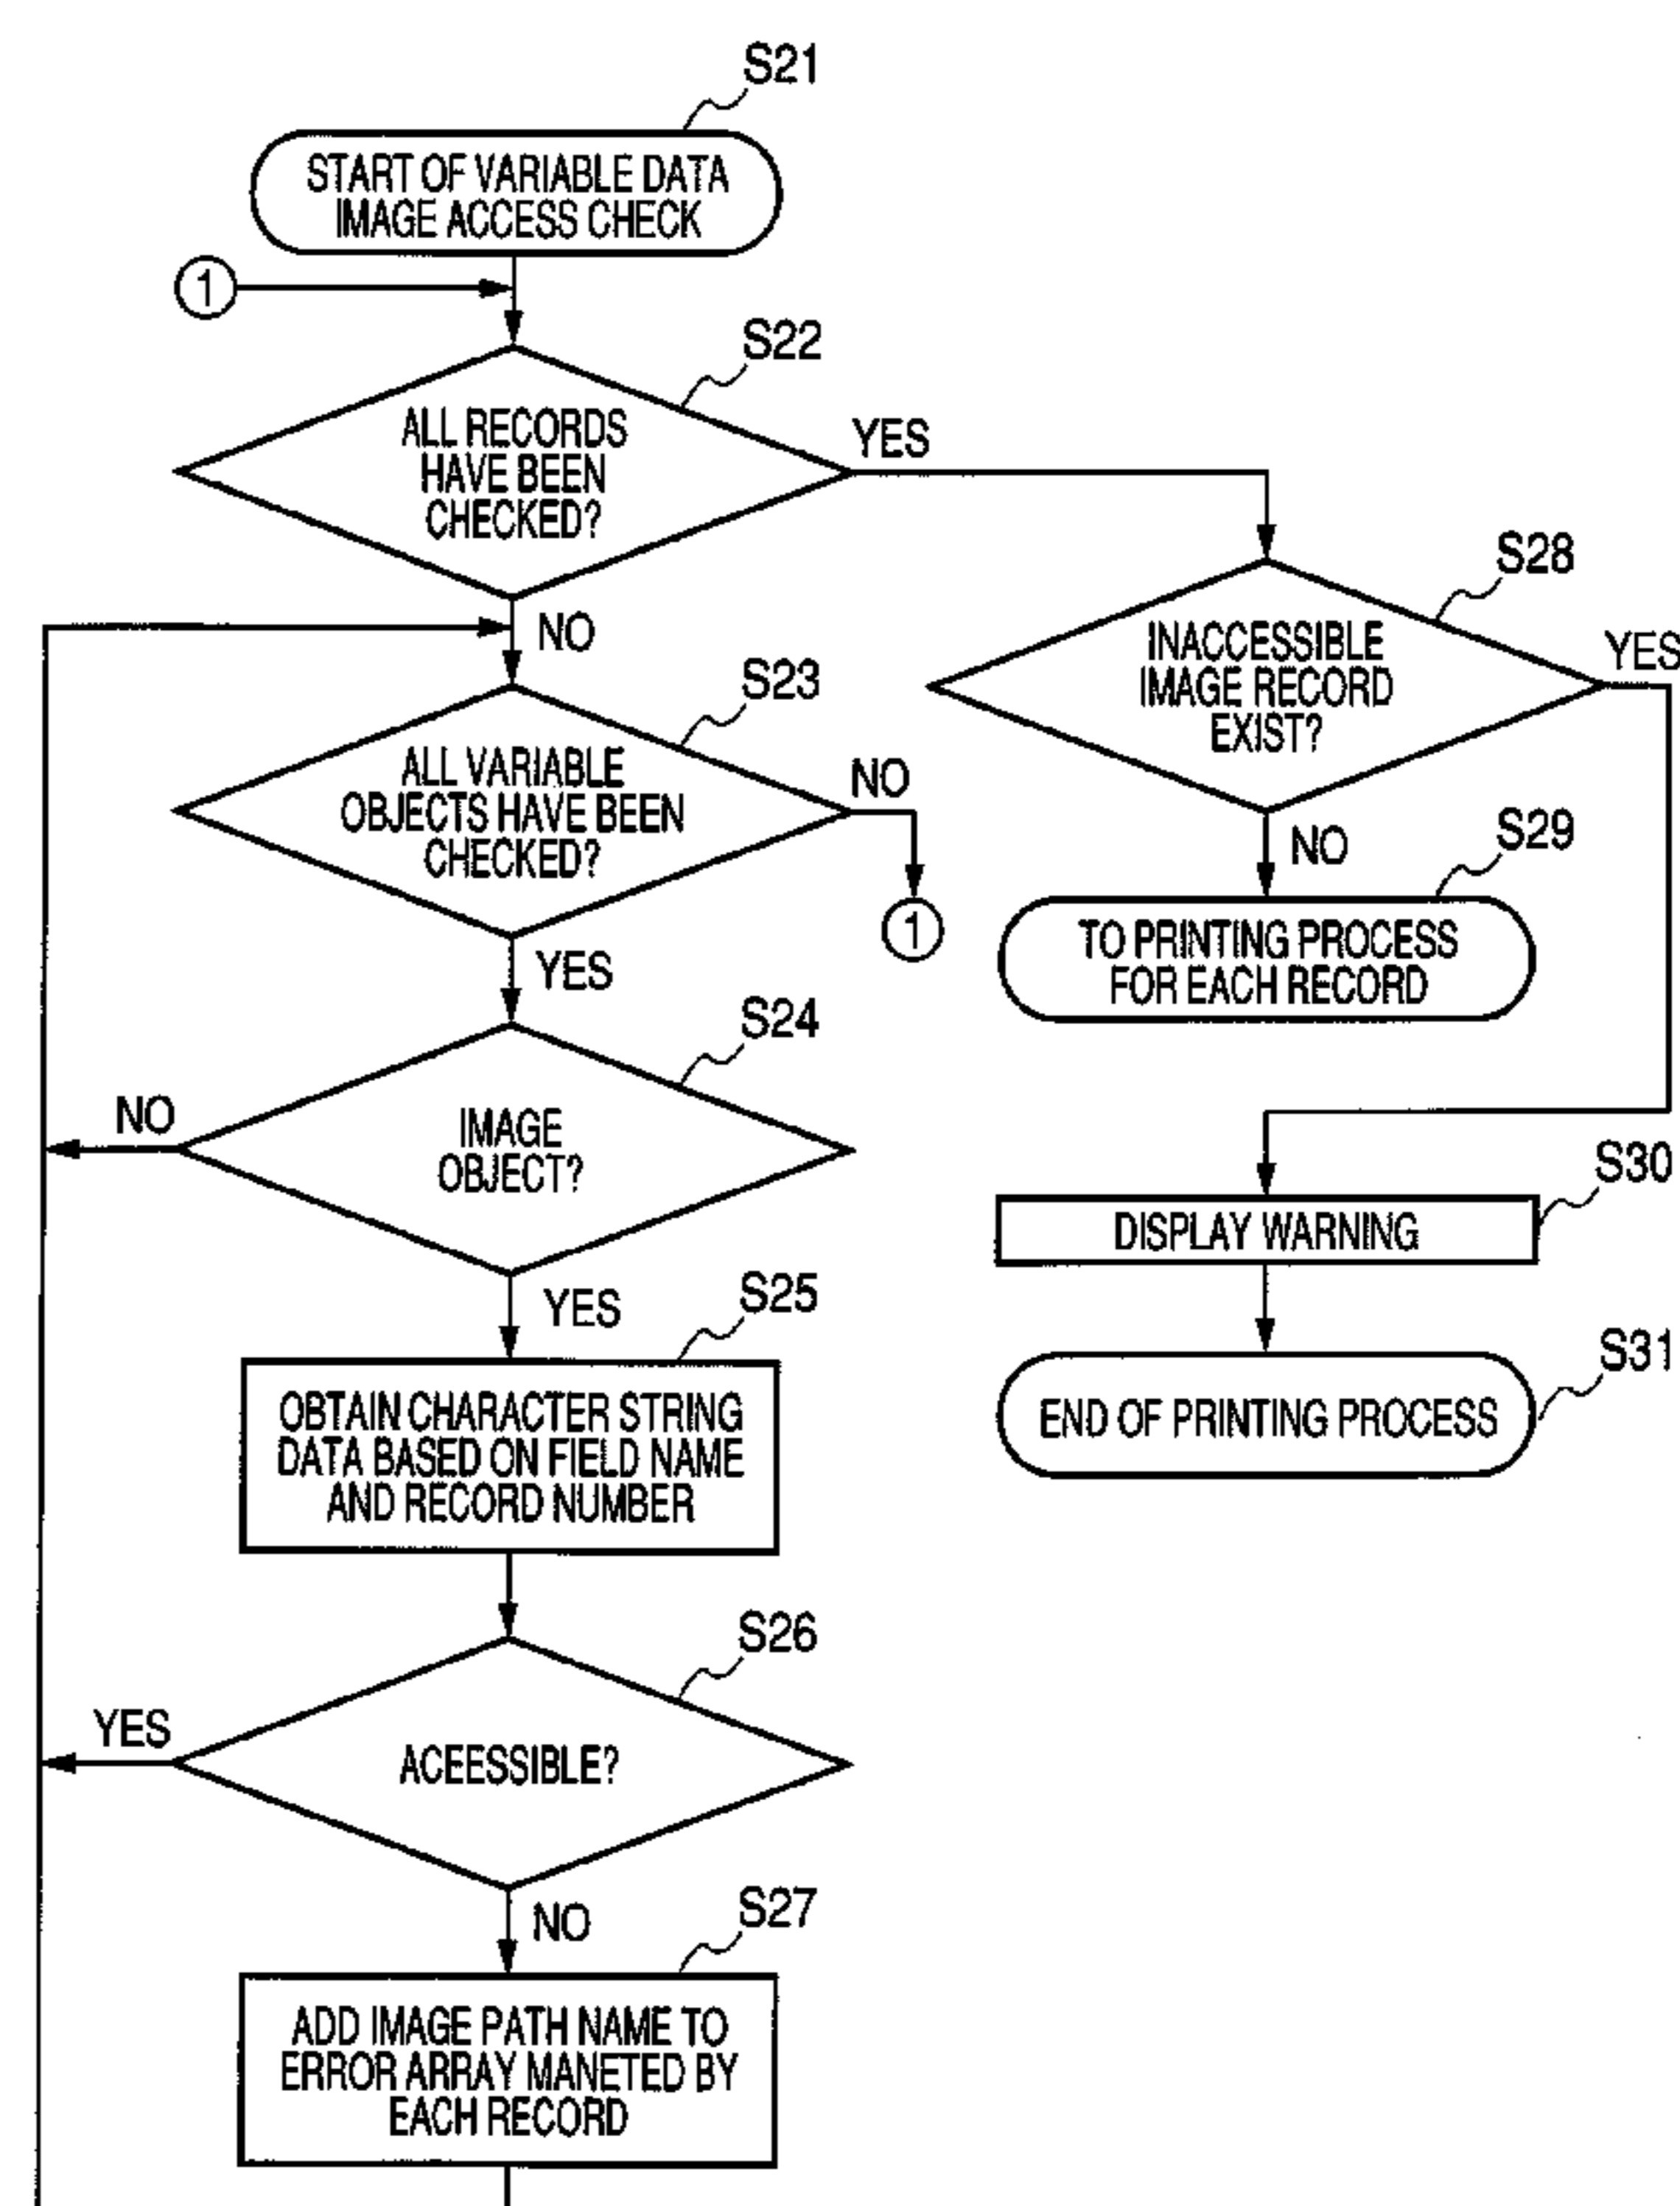 S21
START OF VARIABLE DATA
IMAGE ACCESS CHECK
1
S22
ALL RECORDS
HAVE BEEN
CHECKED?
YES
NO
S28
INACCESSIBLE
IMAGE RECORD
EXIST?
YES
NO
S23
ALL VARIABLE
OBJECTS HAVE BEEN
CHECKED?
NO
1
YES
S29
TO PRINTING PROCESS
FOR EACH RECORD
S24
IMAGE
OBJECT?
NO
YES
S30
DISPLAY WARNING
S25
OBTAIN CHARACTER STRING
DATA BASED ON FIELD NAME
AND RECORD NUMBER
S31
END OF PRINTING PROCESS
S26
ACEESSIBLE?
YES
NO
S27
ADD IMAGE PATH NAME TO
ERROR ARRAY MANETED BY
EACH RECORD